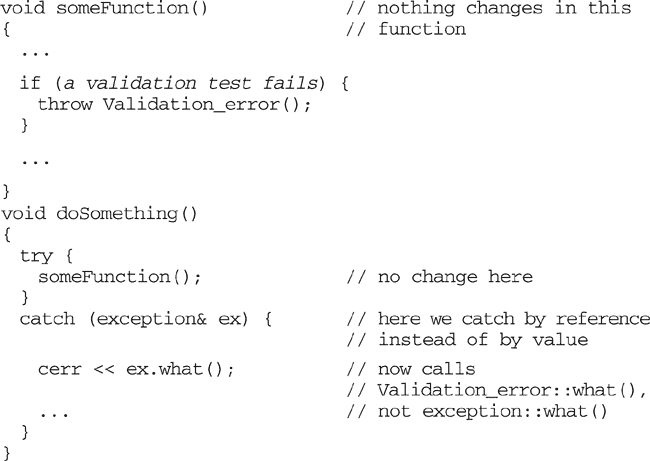 void someFunction()             // nothing changes in this
{                               // function
  ...
  if (a validation test fails) {
    throw Validation_error();
  }
  ...
}
void doSomething()
{
  try {
    someFunction();             // no change here
  }
  catch (exception& ex) {       // here we catch by reference
                                // instead of by value
    cerr << ex.what();          // now calls
                                // Validation_error::what(),
    ...                         // not exception::what()
  }
}